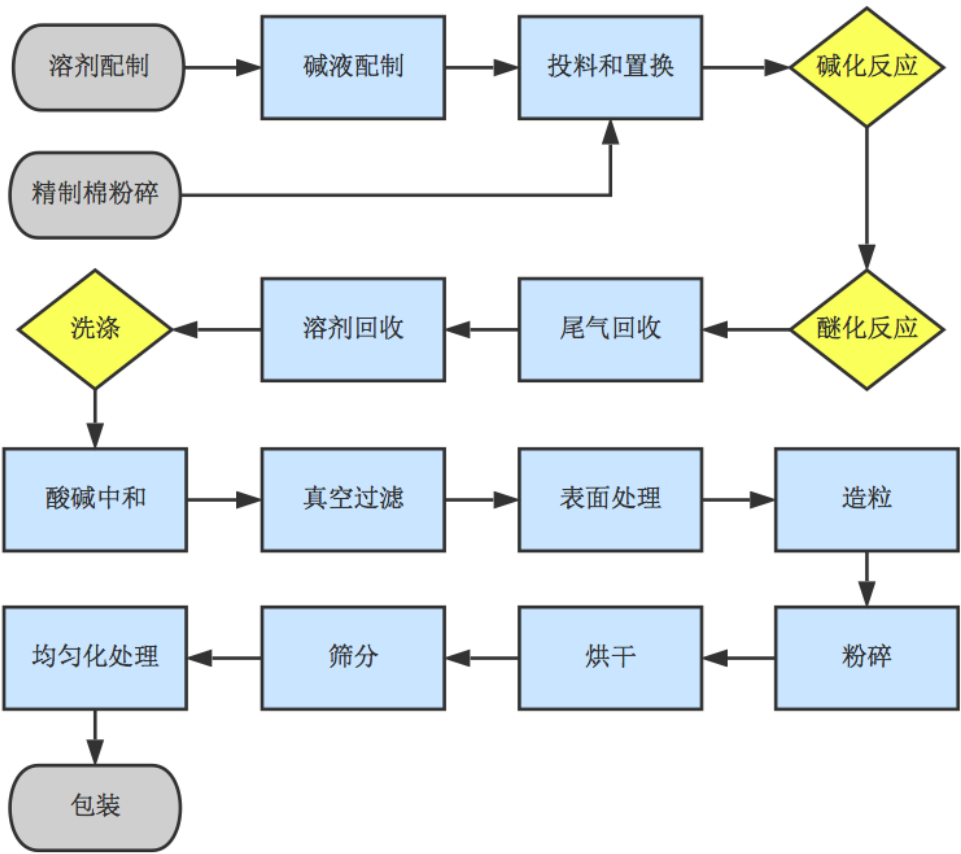 溶剂配制
碱液配制
投料和置换
碱化反应
精制棉粉碎
洗涤
溶剂回收
尾气回收
醚化反应
酸碱中和
真空过滤
表面处理
造粒
均匀化处理
筛分
烘干
粉碎
包装